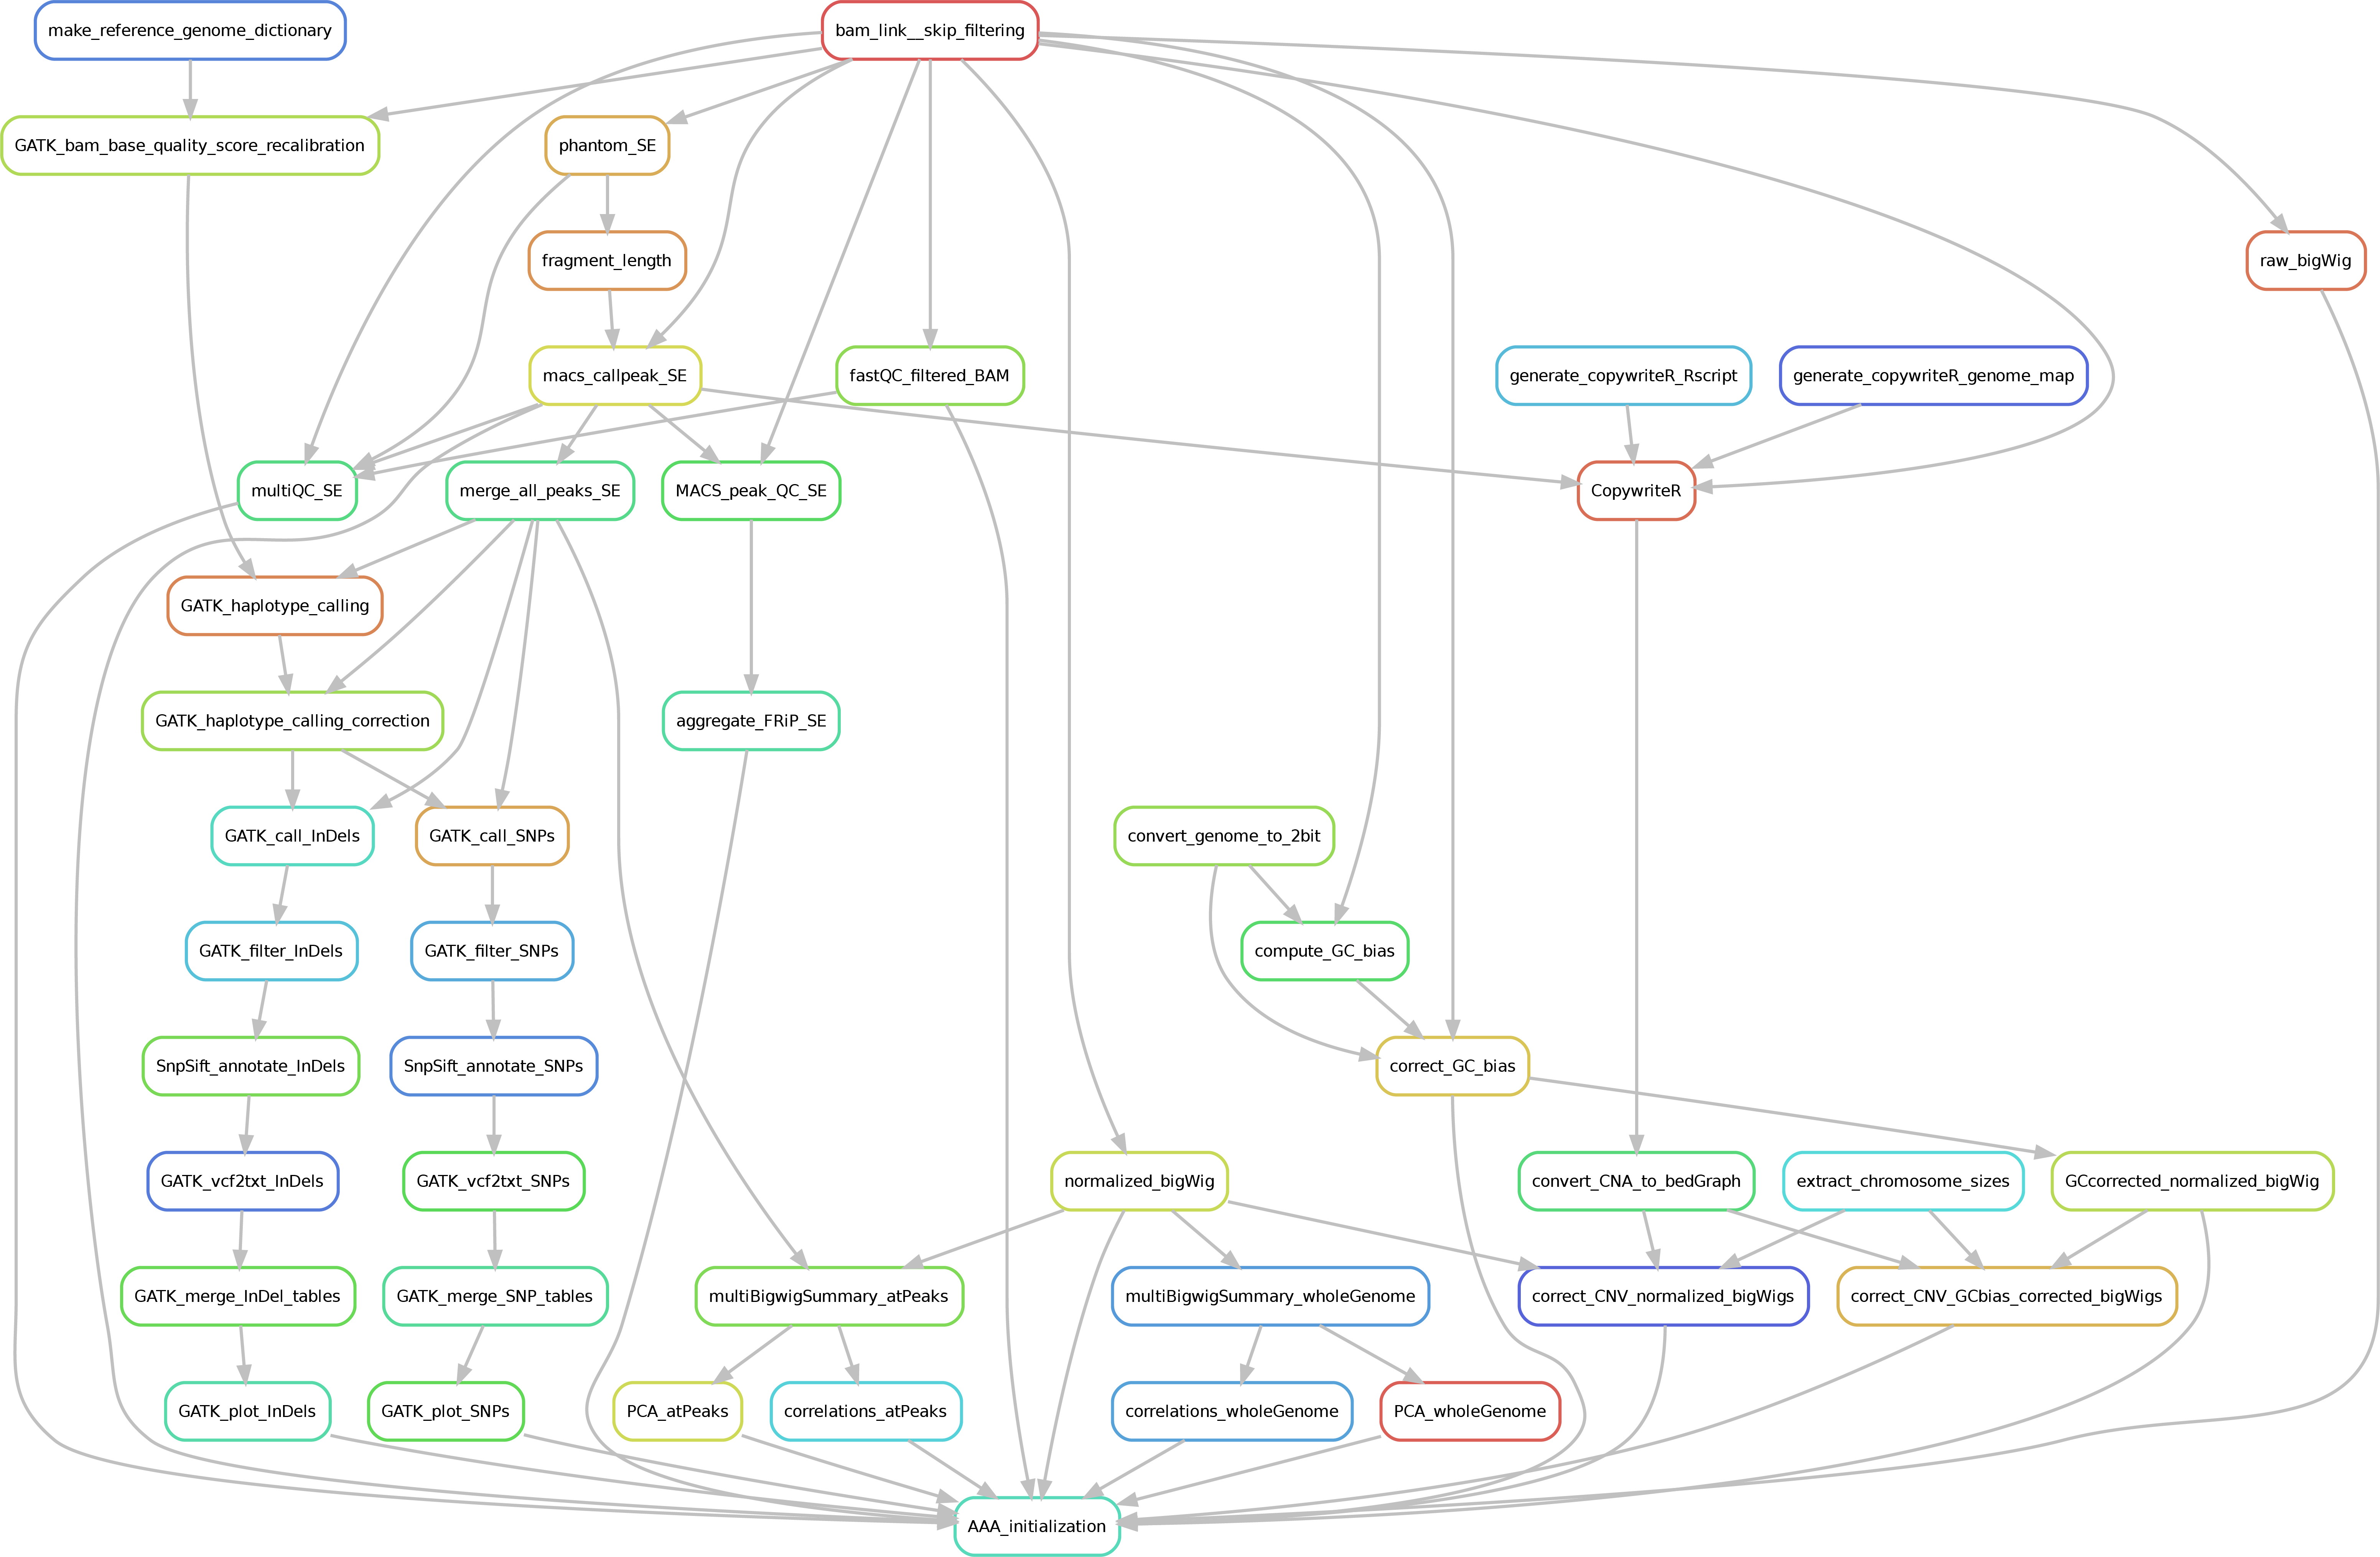 make_reference_genome_dictionary
bam_link__skip_filtering
GATK_bam_base_quality_score_recalibration
phantom_SE
fragment_length
raw_bigWig
macs_callpeak_SE
fastQC_filtered_BAM
generate_copywriteR_Rscript
generate_copywriteR_genome_map
multiQC_SE
merge_all_peaks_SE
MACS_peak_QC_SE
CopywriteR
GATK_haplotype_calling
GATK_haplotype_calling_correction
aggregate_FRiP_SE
GATK_call_InDels
GATK_call_SNPs
convert_genome_to_2bit
GATK_filter_InDels
GATK_filter_SNPs
compute_GC_bias
SnpSift_annotate_InDels
SnpSift_annotate_SNPs
correct_GC_bias
GATK_vcf2txt_InDels
GATK_vcf2txt_SNPs
normalized_bigWig
convert_CNA_to_bedGraph
extract_chromosome_sizes
GCcorrected_normalized_bigWig
GATK_merge_InDel_tables
GATK_merge_SNP_tables
multiBigwigSummary_atPeaks
multiBigwigSummary_wholeGenome
correct_CNV_normalized_bigWigs
correct_CNV_GCbias_corrected_bigWigs
GATK_plot_InDels
GATK_plot_SNPs
PCA_atPeaks
correlations_atPeaks
correlations_wholeGenome
PCA_wholeGenome
AAA_initialization